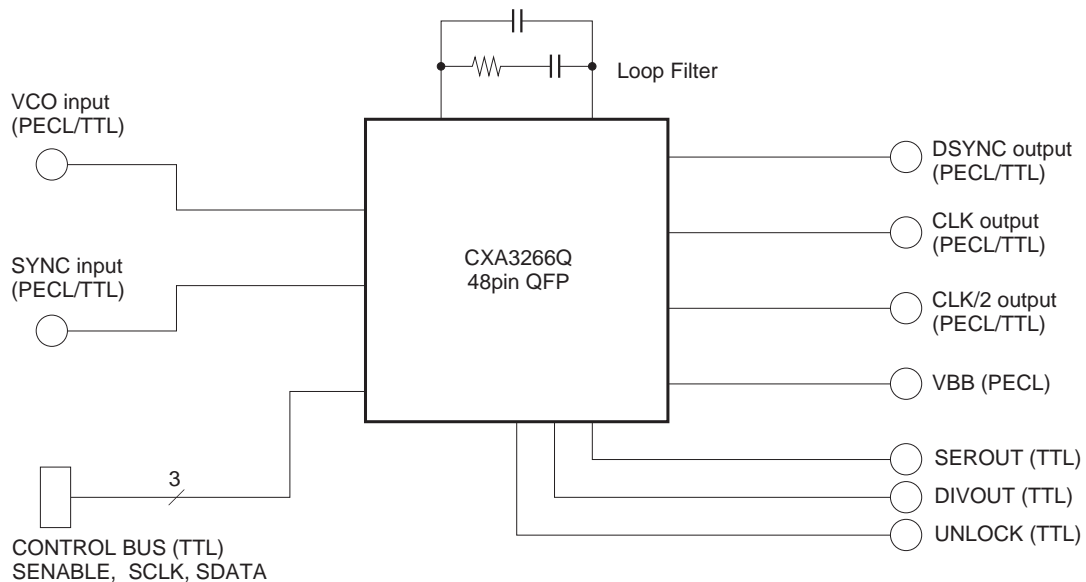 Loop Filter
VCO input
(PECL/TTL)
SYNC input
(PECL/TTL)
3
CONTROL BUS (TTL)
SENABLE, SCLK, SDATA
CXA3266Q
48pin QFP
DSYNC output
(PECL/TTL)
CLK output
(PECL/TTL)
CLK/2 output
(PECL/TTL)
VBB (PECL)
SEROUT (TTL)
DIVOUT (TTL)
UNLOCK (TTL)